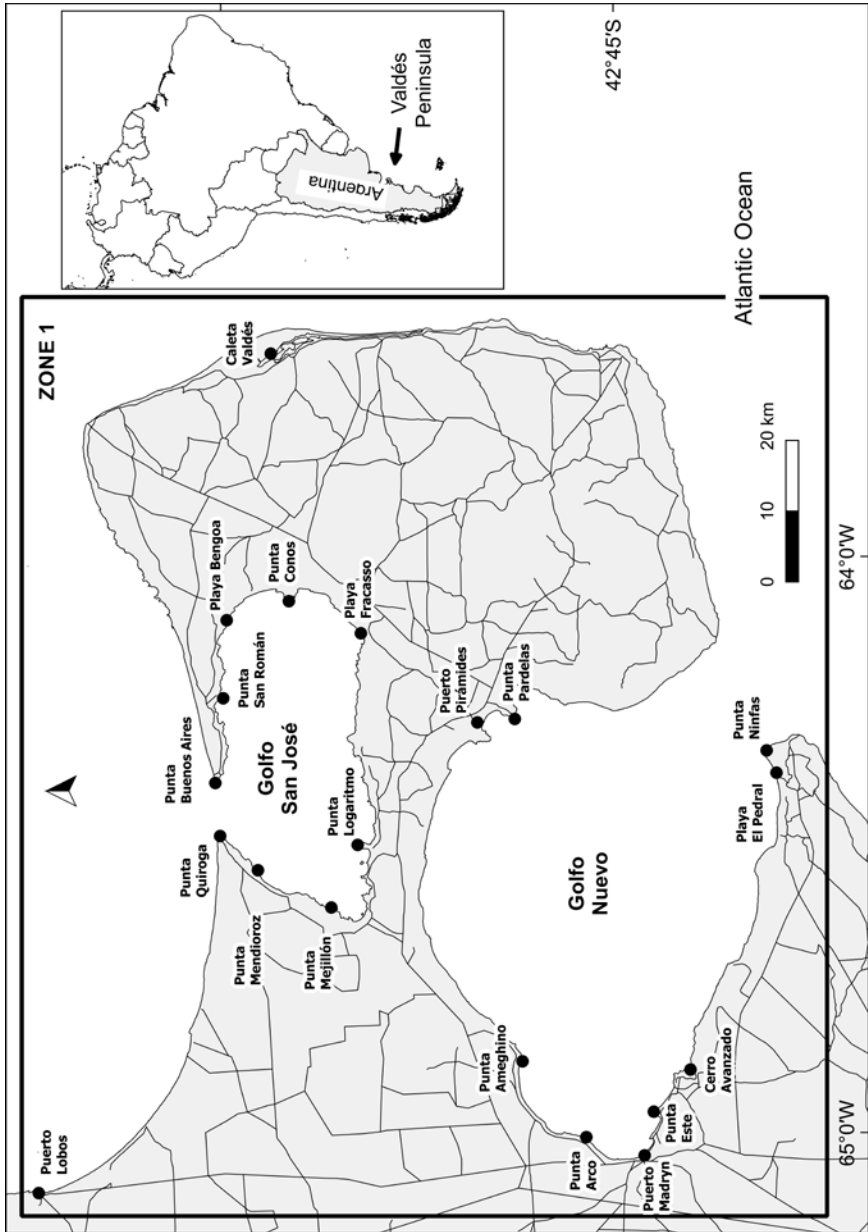 ZONE 1
Puerto
Lobos
Punta
Quiroga
Punta
Buenos Aires
Punta
San Román
Playa Bengoa
Caleta
Valdés
Punta
Mendioroz
Punta
Mejillón
Golfo
San José
Punta
Logaritmo
Punta
Conos
Playa
Fracasso
Puerto
Pirámides
Punta
Pardelas
Punta
Ameghino
Punta
Arco
Puerto
Madryn
Punta
Este
Cerro
Avanzado
Golfo
Nuevo
Playa
El Pedral
Punta
Ninfas
0 10 20 km
Atlantic Ocean
65°0'W
64°0'W
42°45'S
Argentina
Valdés
Peninsula